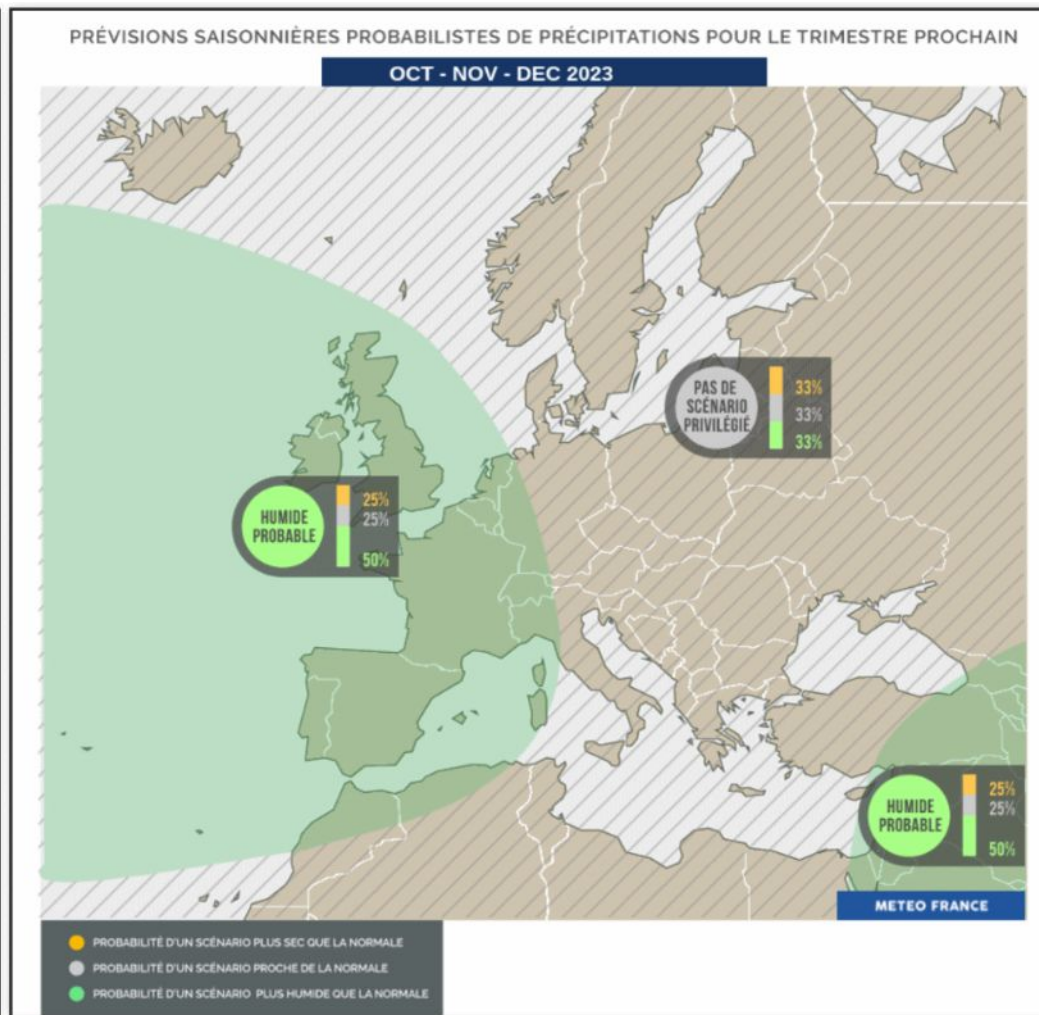 PRÉVISIONS SAISONNIÈRES PROBABILISTES DE PRÉCIPITATIONS POUR LE TRIMESTRE PROCHAIN
OCT - NOV - DEC 2023
PAS DE
SCÉNARIO
PRIVILÉGIÉ
33%
33%
33%
HUMIDE
PROBABLE
25%
25%
50%
HUMIDE
PROBABLE
25%
25%
50%
METEO FRANCE
PROBABILITÉ D'UN SCÉNARIO PLUS SEC QUE LA NORMALE
PROBABILITÉ D'UN SCÉNARIO PROCHE DE LA NORMALE
PROBABILITÉ D'UN SCÉNARIO PLUS HUMIDE QUE LA NORMALE